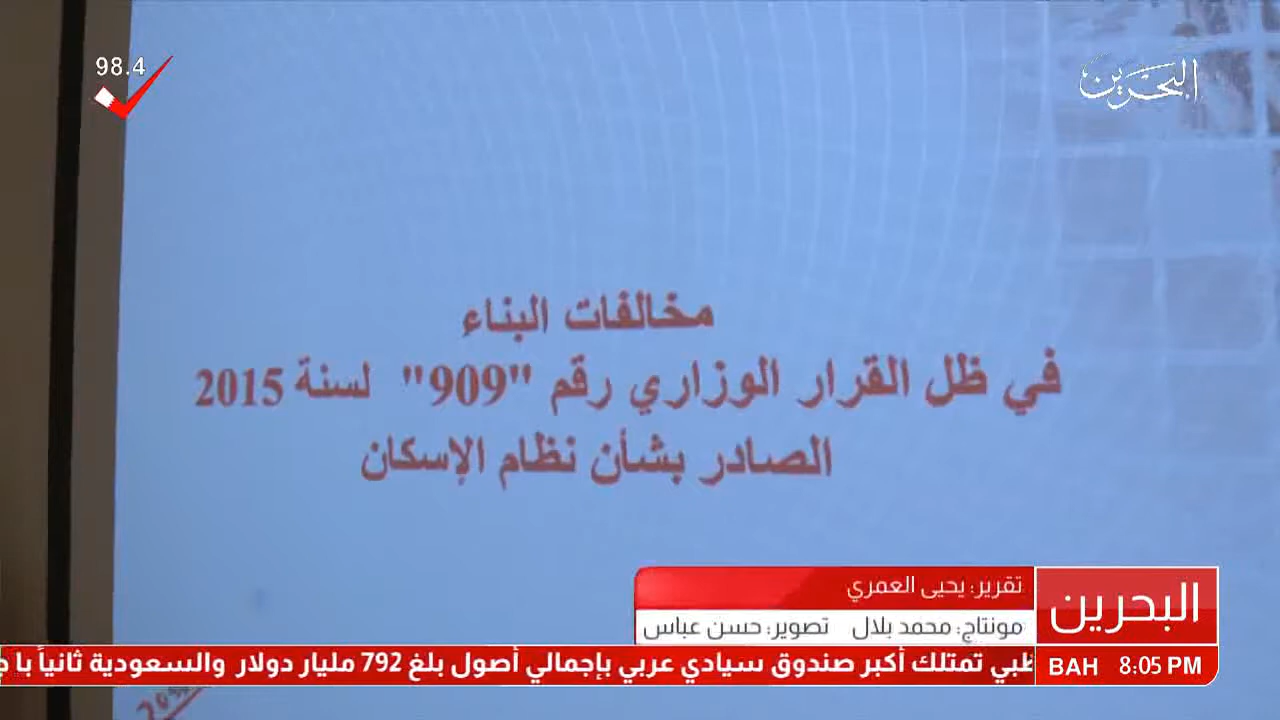 98.4
البحرين
مخالفات البناء
في ظل القرار الوزاري رقم "909" لسنة 2015
الصادر بشأن نظام الإسكان
تقرير: يحيى العمري
مونتاج: محمد بلال تصوير: حسن عباس
البحرين
ظبي تمتلك أكبر صندوق سيادي عربي بإجمالي أصول بلغ 792 مليار دولار والسعودية ثانياً با
BAH 8:05 PM